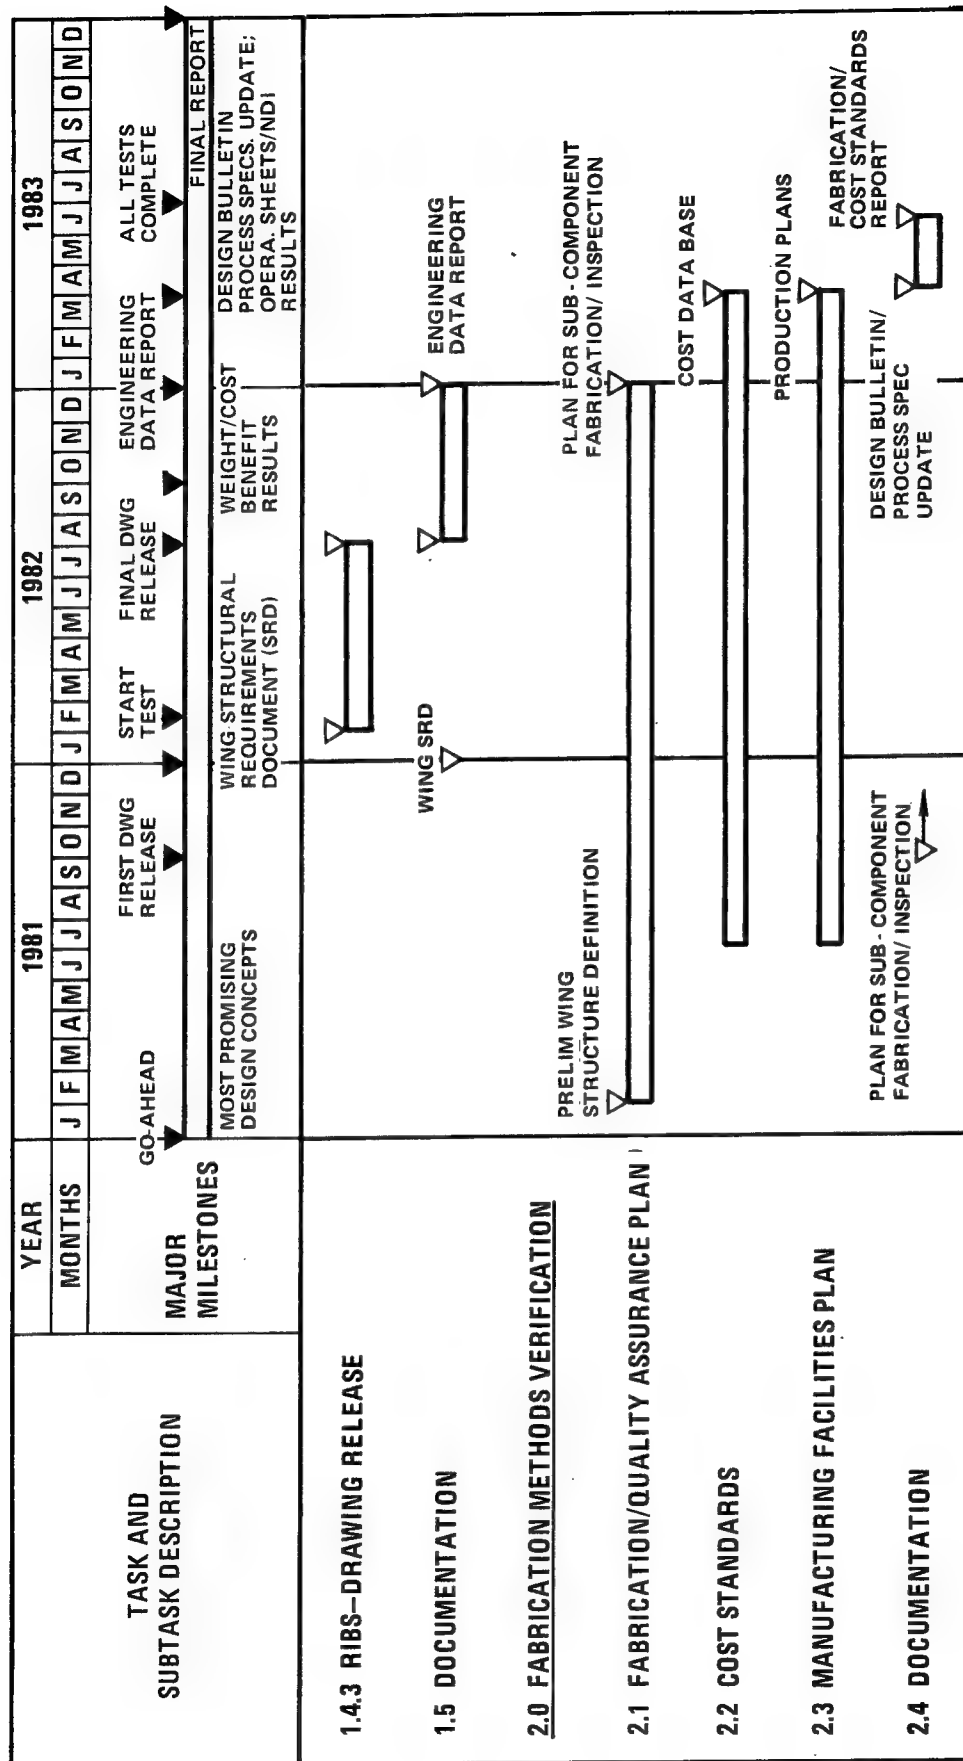 TASK AND
SUBTASK DESCRIPTION
YEAR
1981
1982
1983
MONTHS
J F M A M J J A S O N D J F M A M J J A S O N D J F M A M J J A S O N D
MAJOR
MILESTONES
GO-AHEAD
FIRST DWG
RELEASE
START
TEST
FINAL DWG
RELEASE
ENGINEERING
DATA REPORT
ALL TESTS
COMPLETE
FINAL REPORT
MOST PROMISING
DESIGN CONCEPTS
WING STRUCTURAL
REQUIREMENTS
DOCUMENT (SRD)
WEIGHT/COST
BENEFIT
RESULTS
DESIGN BULLETIN
PROCESS SPECS. UPDATE;
OPERA. SHEETS/NDI
RESULTS
1.4.3 RIBS–DRAWING RELEASE
1.5 DOCUMENTATION
WING SRD
ENGINEERING
DATA REPORT
2.0 FABRICATION METHODS VERIFICATION
2.1 FABRICATION/QUALITY ASSURANCE PLAN
PRELIM WING
STRUCTURE DEFINITION
PLAN FOR SUB-COMPONENT
FABRICATION/ INSPECTION
2.2 COST STANDARDS
COST DATA BASE
2.3 MANUFACTURING FACILITIES PLAN
PRODUCTION PLANS
2.4 DOCUMENTATION
PLAN FOR SUB-COMPONENT
FABRICATION/ INSPECTION
DESIGN BULLETIN/
PROCESS SPEC
UPDATE
FABRICATION/
COST STANDARDS
REPORT